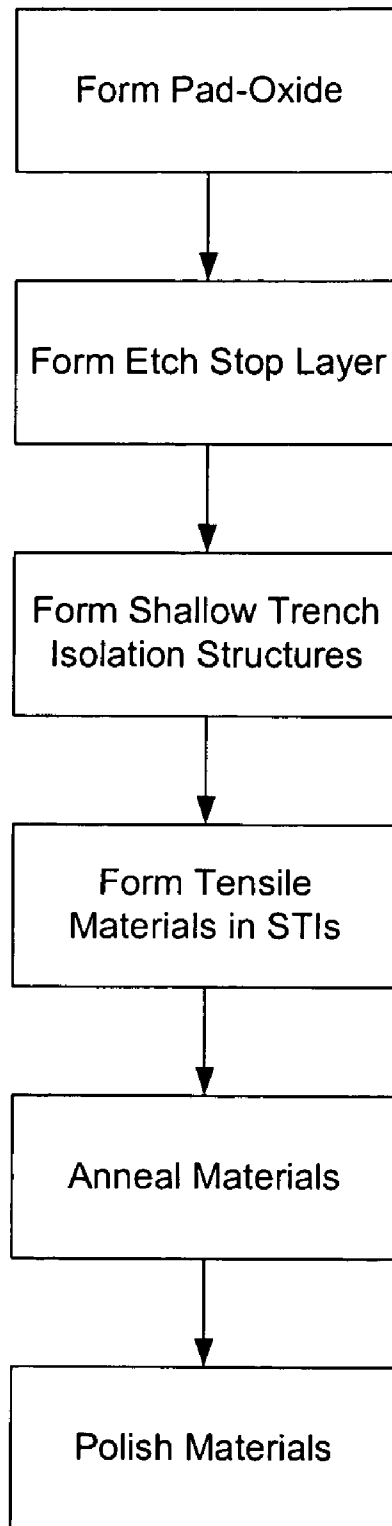 Form Pad-Oxide
Form Etch Stop Layer
Form Shallow Trench
Isolation Structures
Form Tensile
Materials in STIs
Anneal Materials
Polish Materials